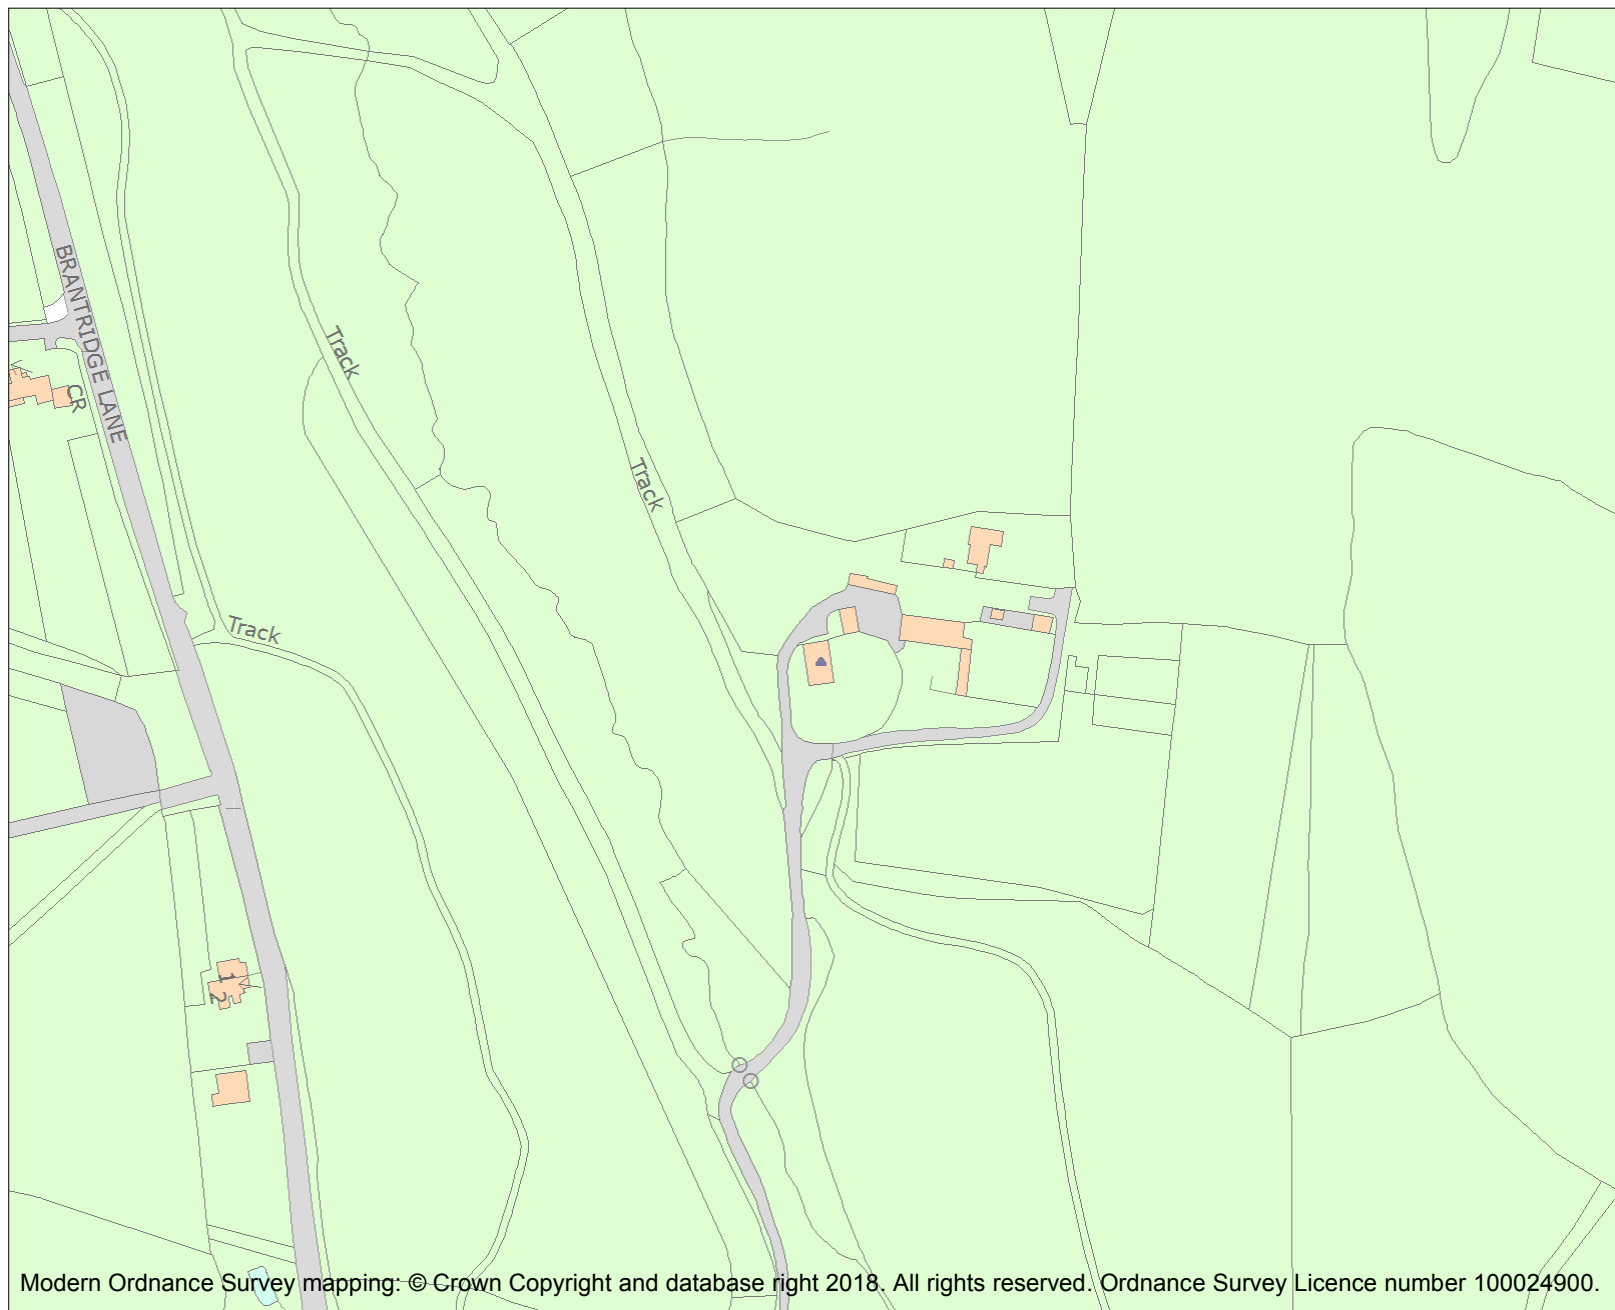 BRANTRIDGE LANE
Track
CR
Track
Track
1
2
Modern Ordnance Survey mapping: © Crown Copyright and database right 2018. All rights reserved. Ordnance Survey Licence number 100024900.